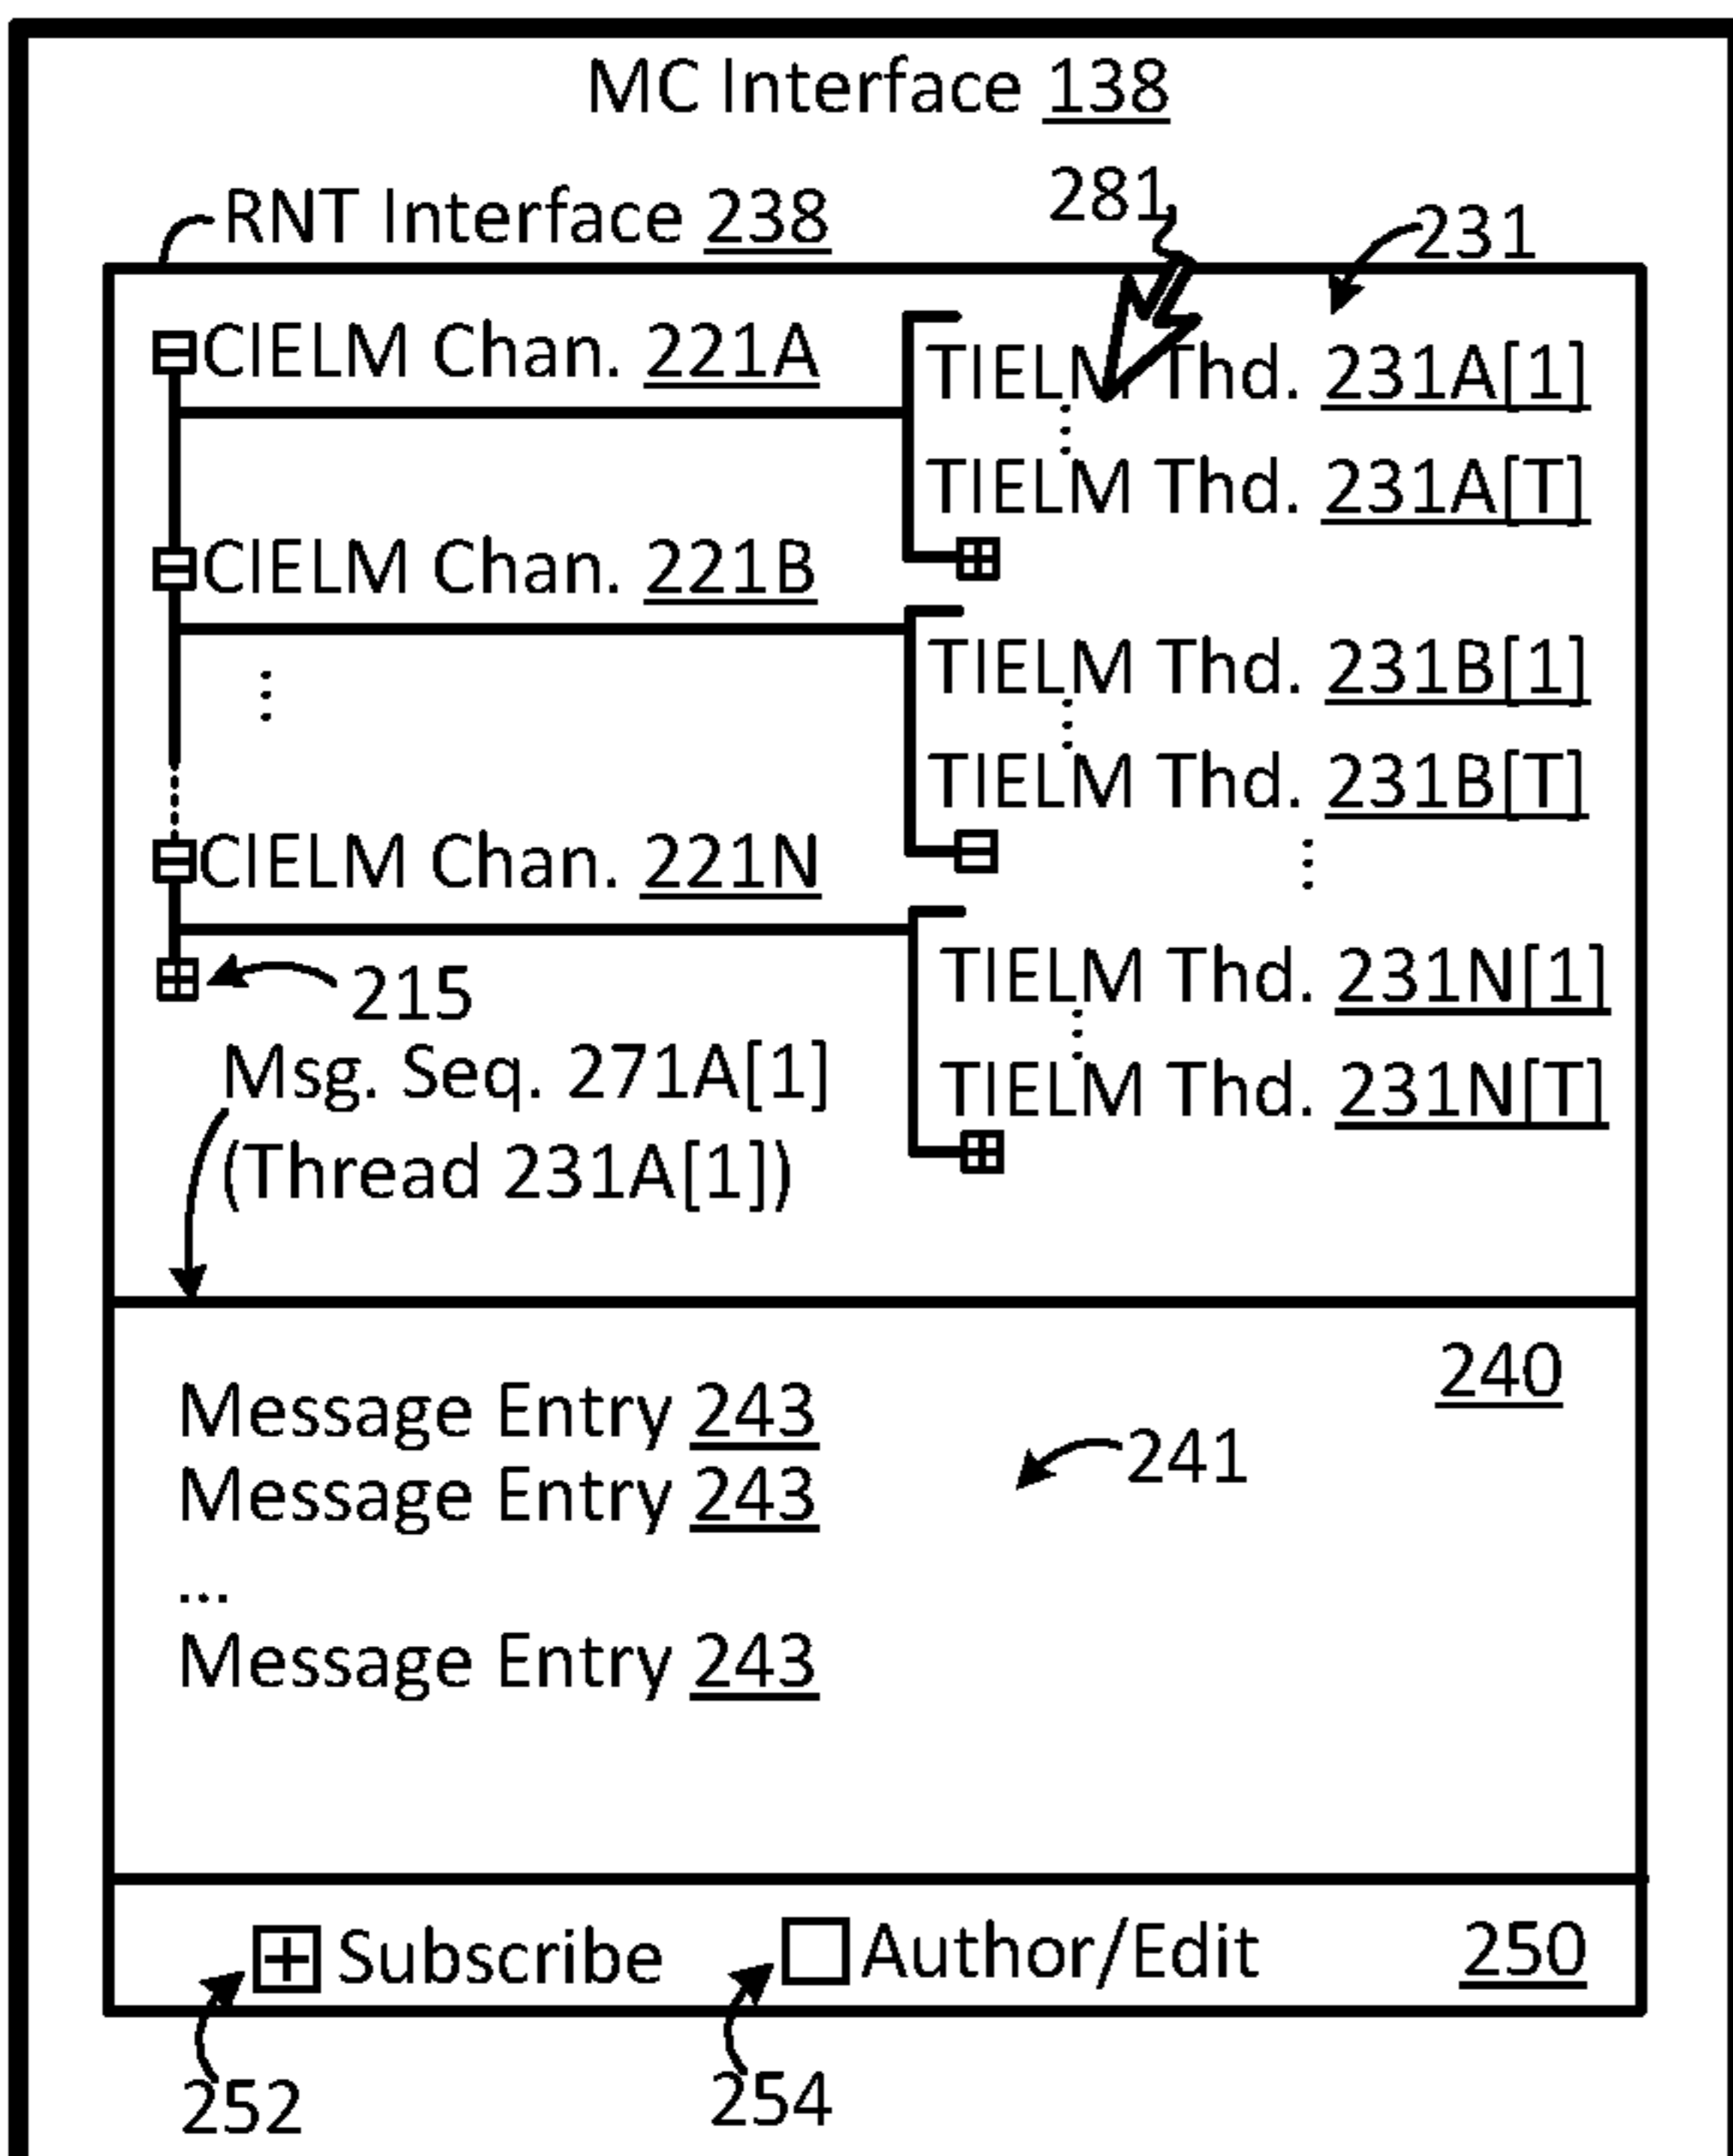 MC Interface 138
RNT Interface 238
281
231
CIELM Chan. 221A
TIELM Thd. 231A[1]
⋮
TIELM Thd. 231A[T]
CIELM Chan. 221B
TIELM Thd. 231B[1]
⋮
⋮
TIELM Thd. 231B[T]
CIELM Chan. 221N
⋮
TIELM Thd. 231N[1]
215
⋮
Msg. Seq. 271A[1]
TIELM Thd. 231N[T]
(Thread 231A[1])
240
Message Entry 243
241
Message Entry 243
...
Message Entry 243
Subscribe
Author/Edit
250
252
254